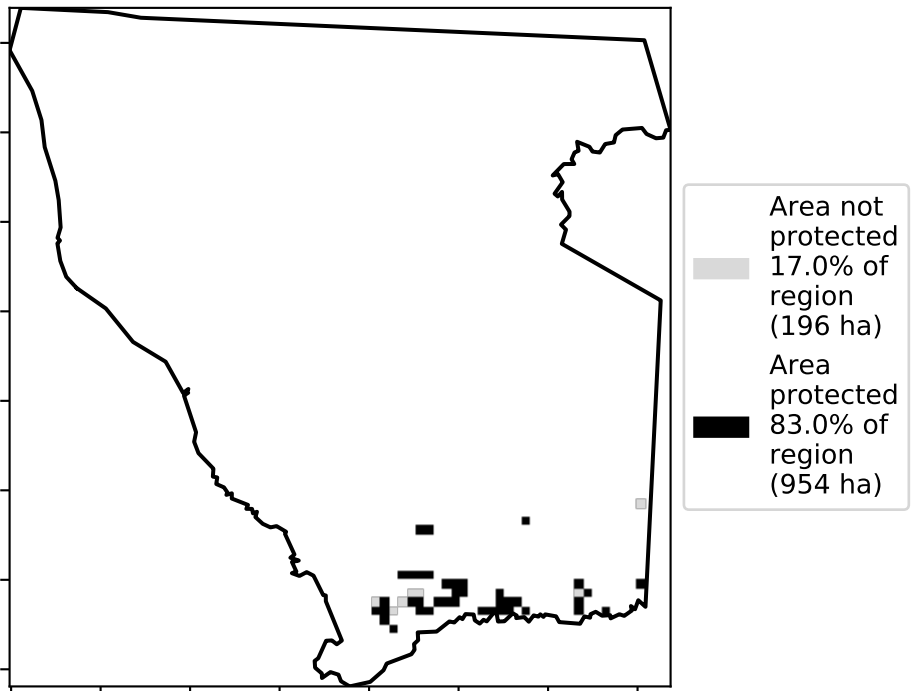 Area not
protected
17.0% of
region
(196 ha)
Area
protected
83.0% of
region
(954 ha)